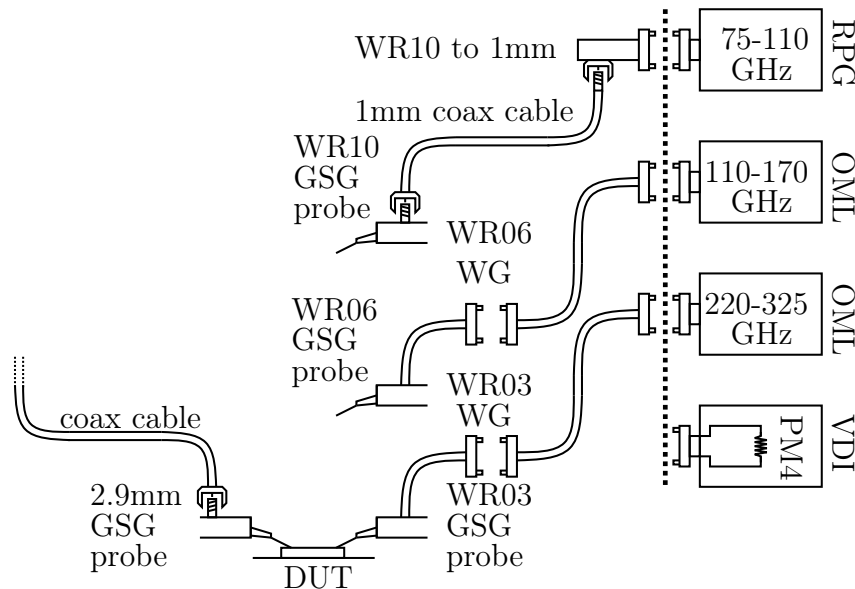 WR10 to 1mm
75-110
GHz
RPG
1mm coax cable
WR10
GSG
probe
110-170
GHz
OML
WR06
WG
WR06
GSG
probe
220-325
GHz
OML
WR03
WG
coax cable
PM4
VDI
2.9mm
GSG
probe
WR03
GSG
probe
DUT